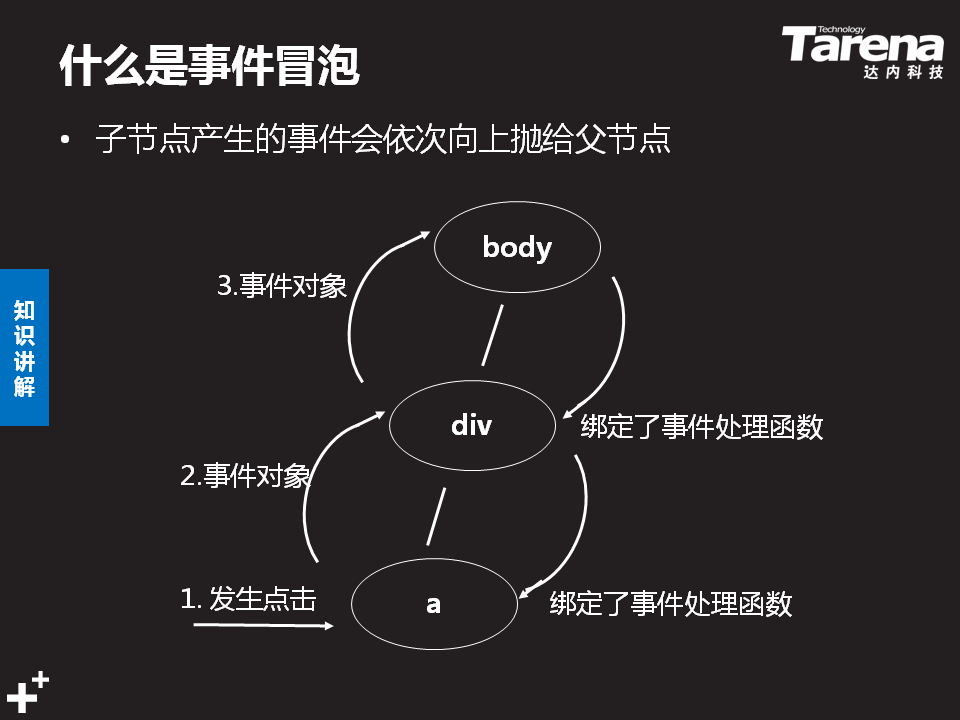 什么是事件冒泡
Technology
Tarena
达内科技
• 子节点产生的事件会依次向上抛给父节点
body
3.事件对象
知识讲解
div
绑定了事件处理函数
2.事件对象
1. 发生点击
a
绑定了事件处理函数